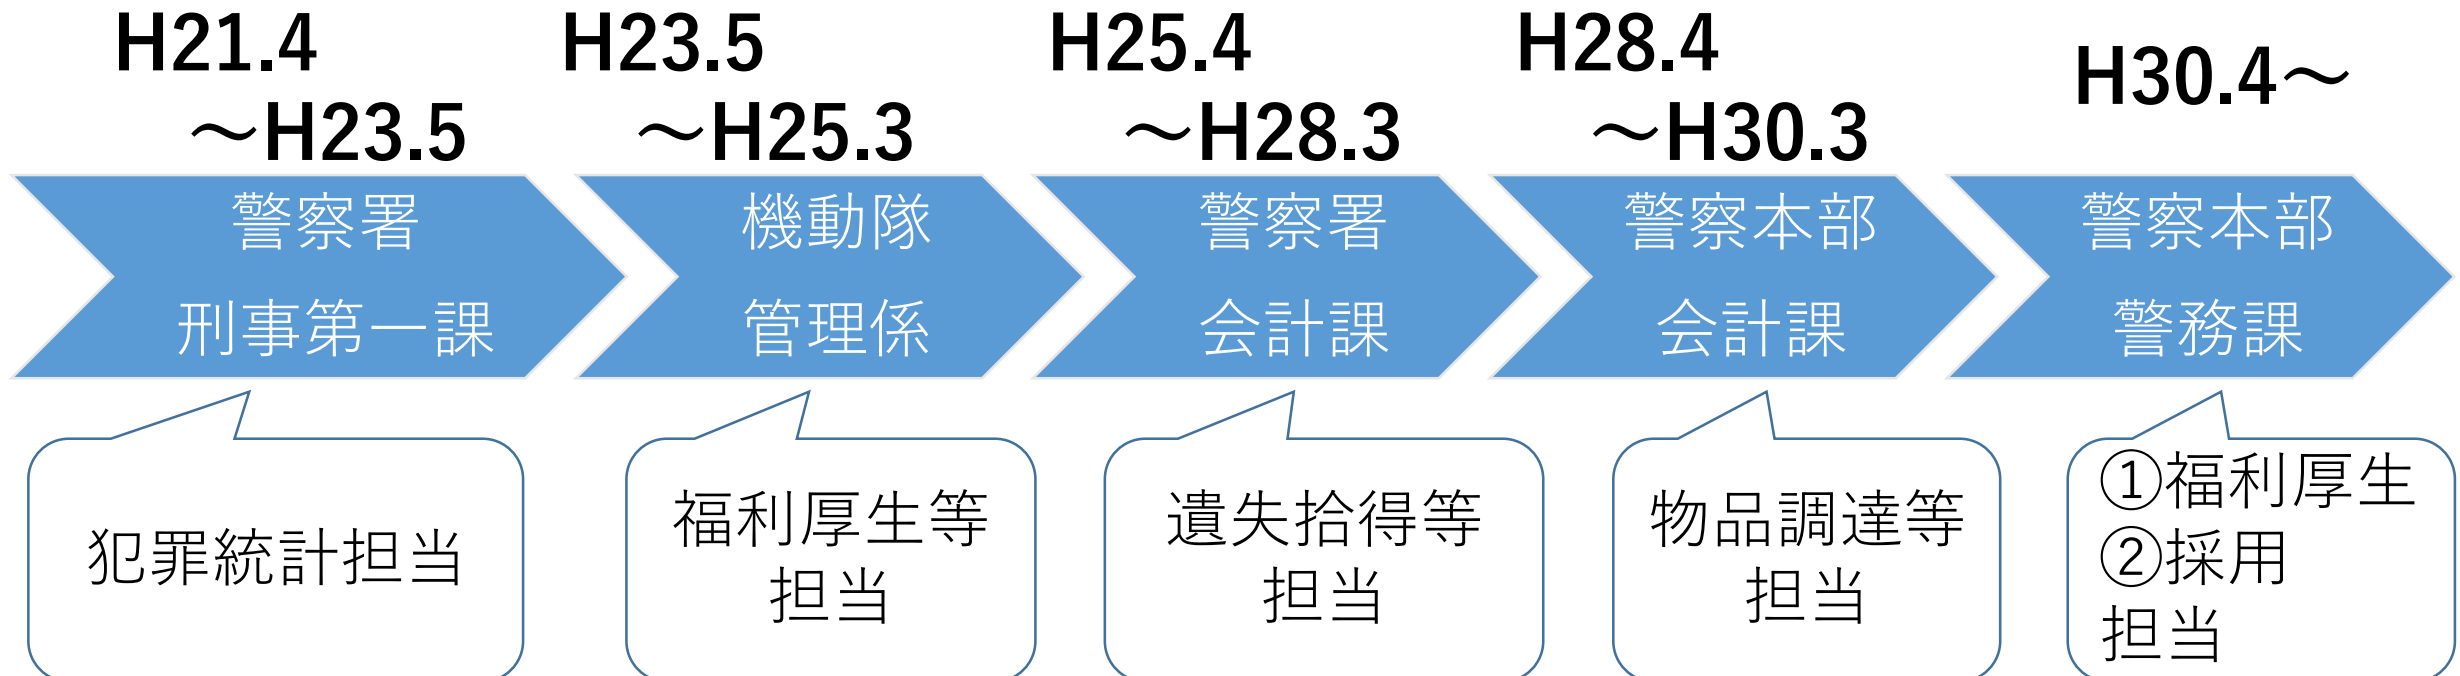 H21.4
～H23.5
H23.5
～H25.3
H25.4
～H28.3
H28.4
～H30.3
H30.4～
警察署
刑事第一課
機動隊
管理係
警察署
会計課
警察本部
会計課
警察本部
警務課
犯罪統計担当
福利厚生等
担当
遺失拾得等
担当
物品調達等
担当
①福利厚生
②採用
担当